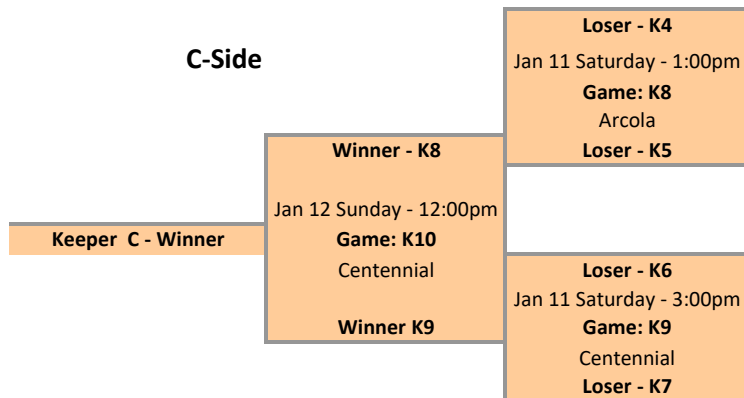 C-Side
Loser - K4
Jan 11 Saturday - 1:00pm
Game: K8
Arcola
Loser - K5
Winner - K8
Jan 12 Sunday - 12:00pm
Game: K10
Centennial
Winner K9
Keeper C - Winner
Loser - K6
Jan 11 Saturday - 3:00pm
Game: K9
Centennial
Loser - K7